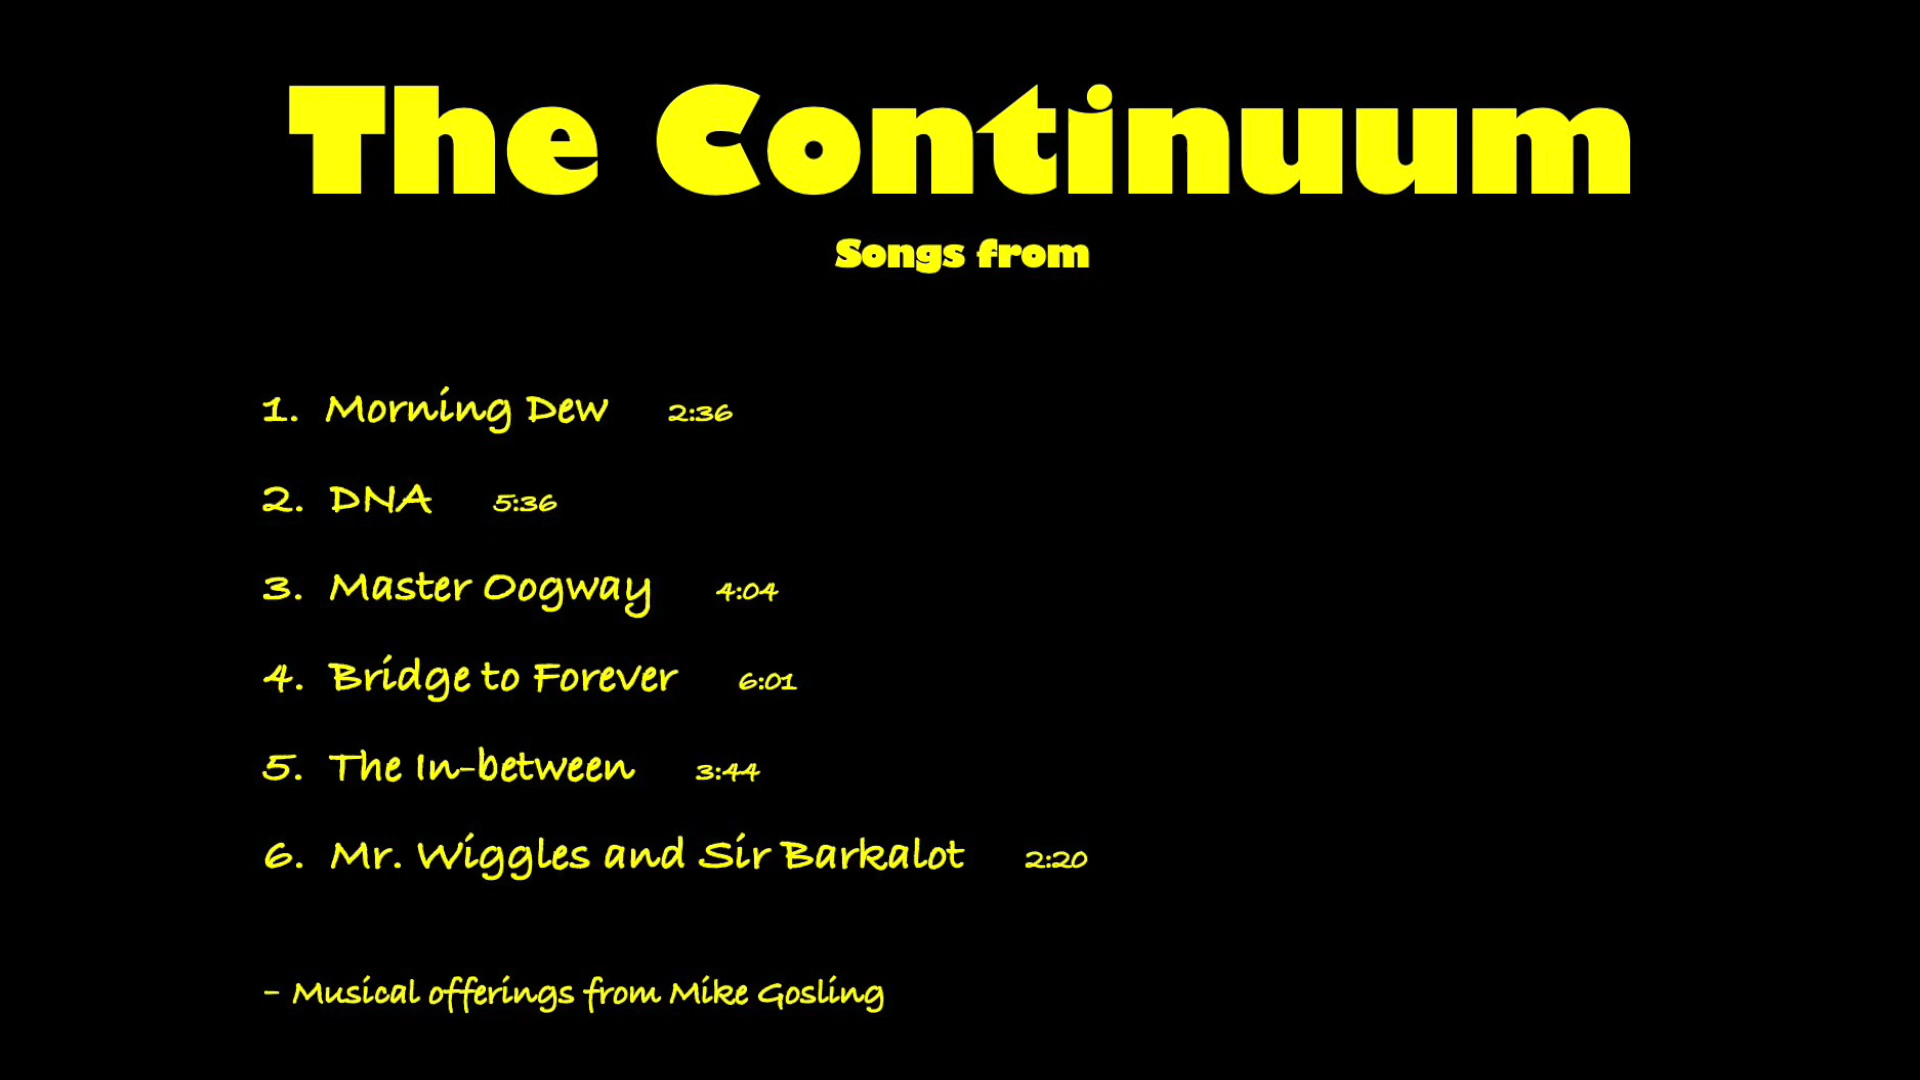 The Continuum
Songs from
1. Morning Dew 2:36
2. DNA 5:36
3. Master Oogway 4:04
4. Bridge to Forever 6:01
5. The In-between 3:44
6. Mr. Wiggles and Sir Barkalot 2:20
- Musical offerings from Mike Gosling